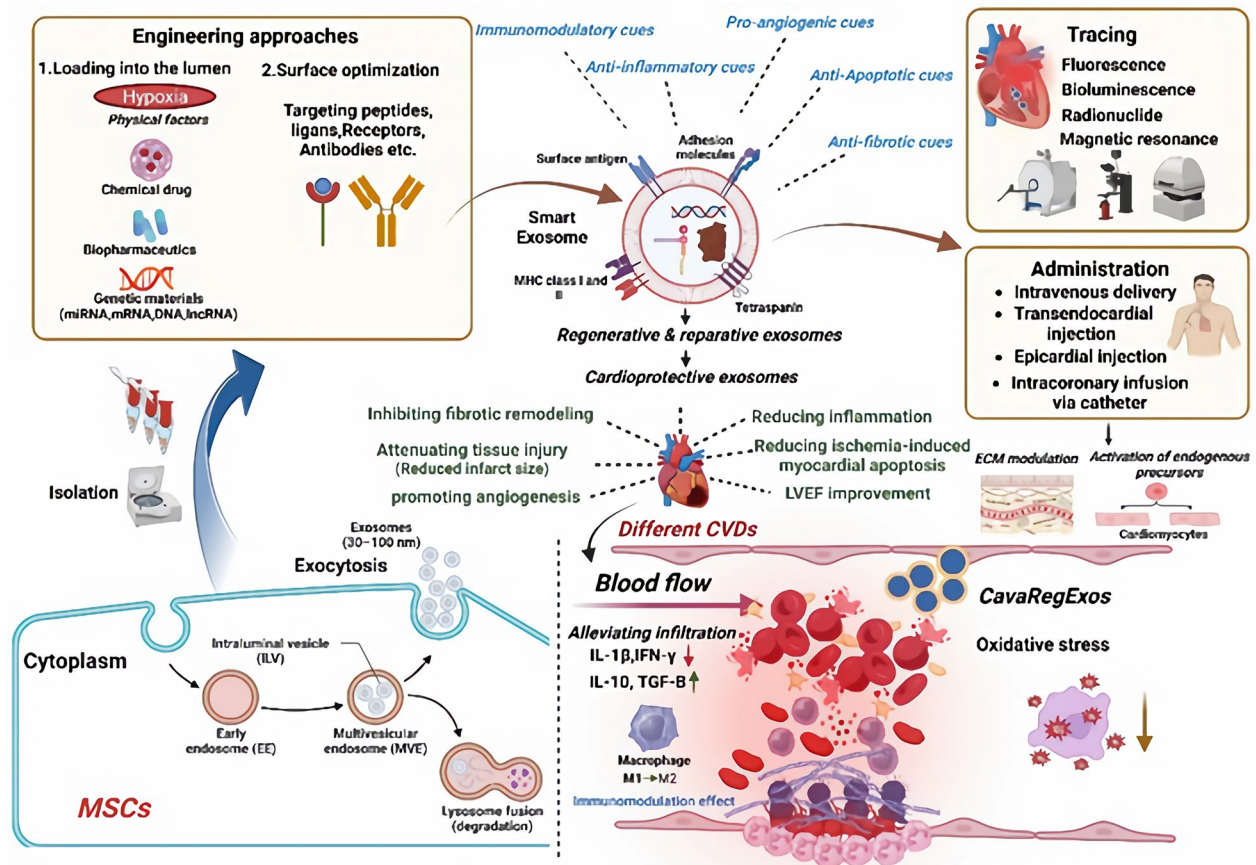 Engineering approaches
1.Loading into the lumen
Hypoxia
Physical factors
Chemical drug
Biopharmaceutics
Genetic materials
(miRNA,mRNA,DNA,lncRNA)
2.Surface optimization
Targeting peptides,
ligans,Receptors,
Antibodies etc.
Immunomodulatory cues
Anti-inflammatory cues
Pro-angiogenic cues
Anti-Apoptotic cues
Anti-fibrotic cues
Surface antigen
Adhesion
molecules
Smart
Exosome
MHC class I and
II
Tetraspanin
Regenerative & reparative exosomes
Cardioprotective exosomes
Tracing
Fluorescence
Bioluminescence
Radionuclide
Magnetic resonance
Administration
• Intravenous delivery
• Transendocardial
injection
• Epicardial injection
• Intracoronary infusion
via catheter
Isolation
Inhibiting fibrotic remodeling
Attenuating tissue injury
(Reduced infarct size)
promoting angiogenesis
Reducing inflammation
Reducing ischemia-induced
myocardial apoptosis
LVEF improvement
ECM modulation
Activation of endogenous
precursors
Cardiomyocytes
Different CVDs
Exosomes
(30–100 nm)
Exocytosis
Cytoplasm
Intraluminal vesicle
(ILV)
Early
endosome (EE)
Multivesicular
endosome (MVE)
Lysosome fusion
(degradation)
MSCs
Blood flow
Alleviating infiltration
IL-1β,IFN-γ
IL-10, TGF-B
Macrophage
M1→M2
Immunomodulation effect
CavaRegExos
Oxidative stress